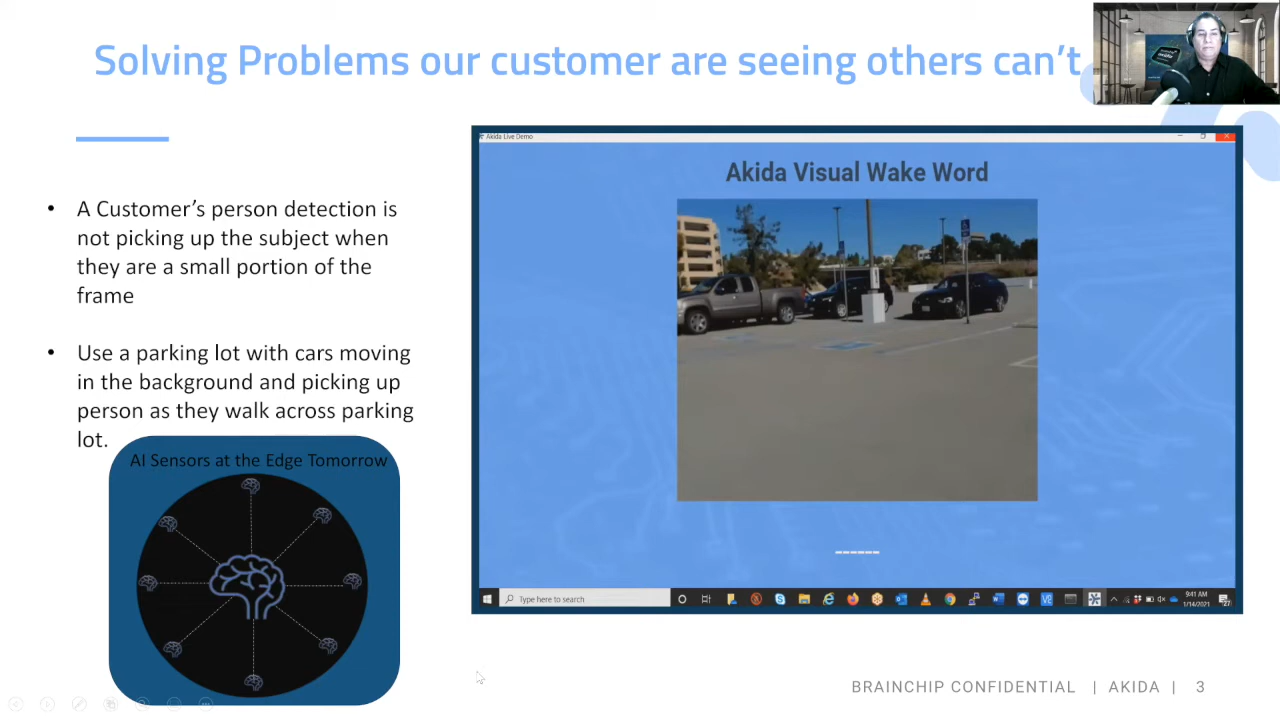 Solving Problems our customer are seeing others can't
• A Customer's person detection is
not picking up the subject when
they are a small portion of the
frame
• Use a parking lot with cars moving
in the background and picking up
person as they walk across parking
lot.
AI Sensors at the Edge Tomorrow
Akida Live Demo
Akida Visual Wake Word
------
Type here to search
9:41 AM
1/14/2021
BRAINCHIP CONFIDENTIAL | AKIDA | 3